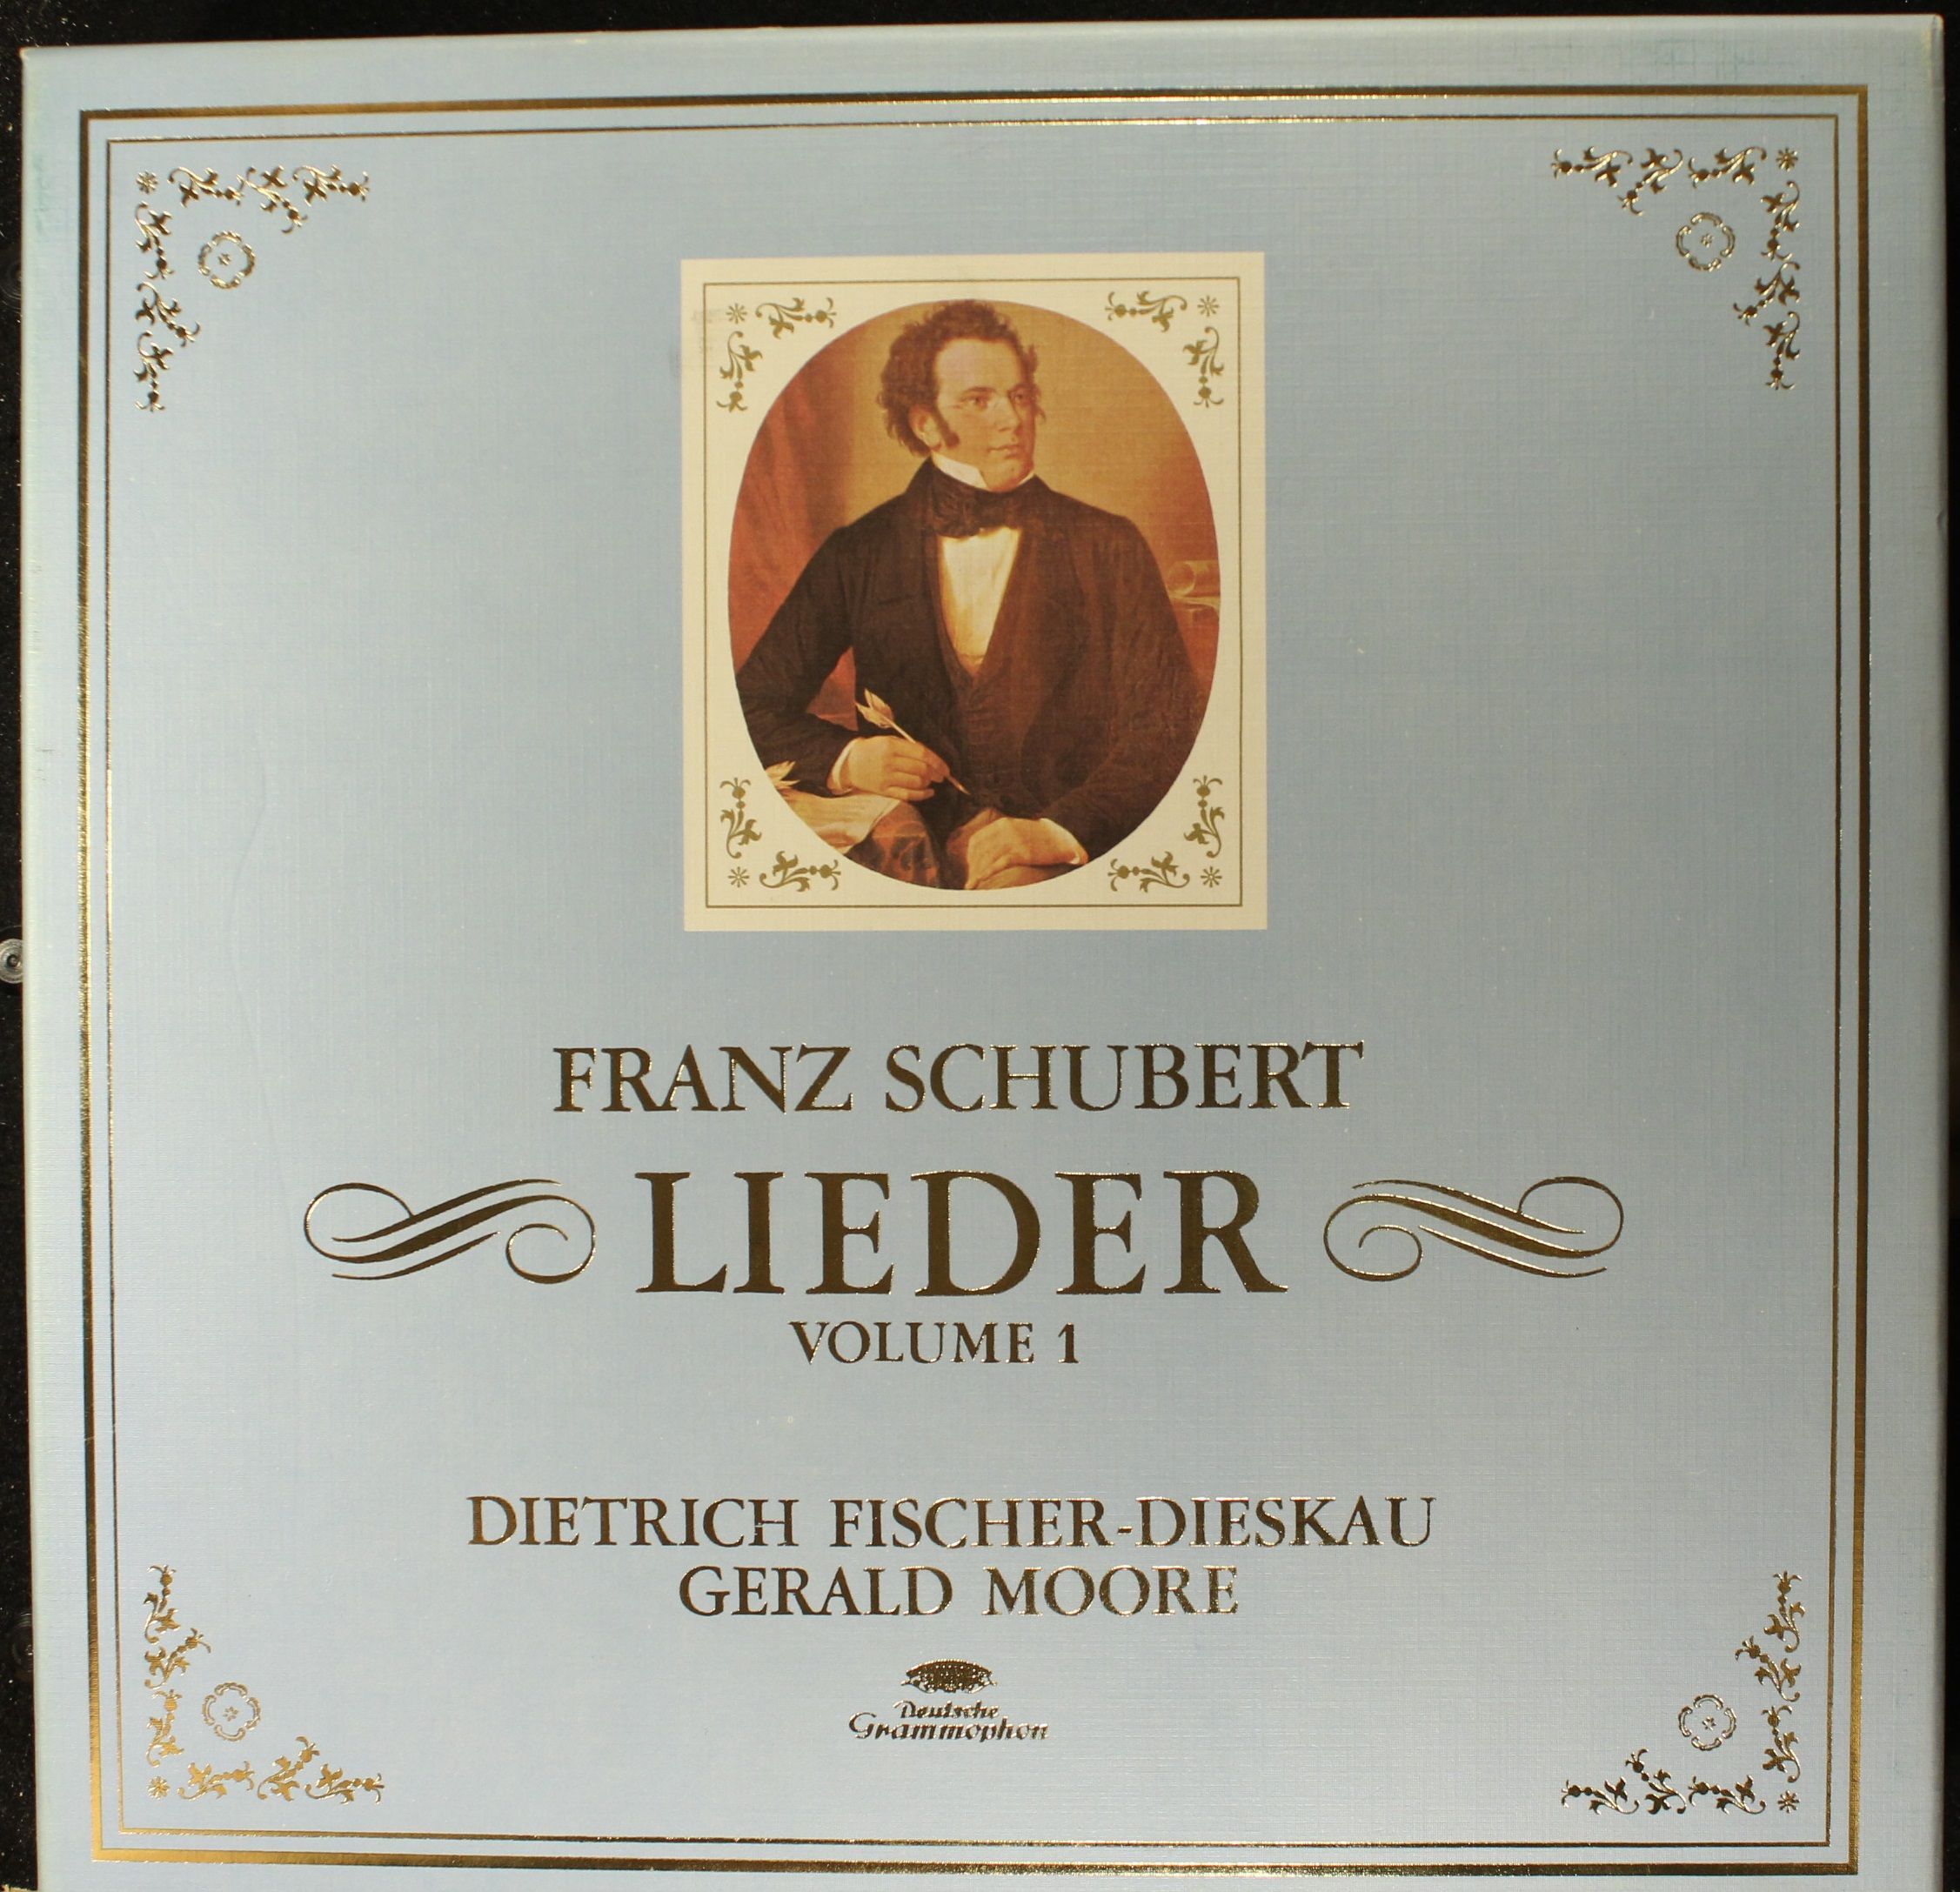 FRANZ SCHUBERT
LIEDER
VOLUME 1
DIETRICH FISCHER-DIESKAU
GERALD MOORE
Deutsche
Grammophon